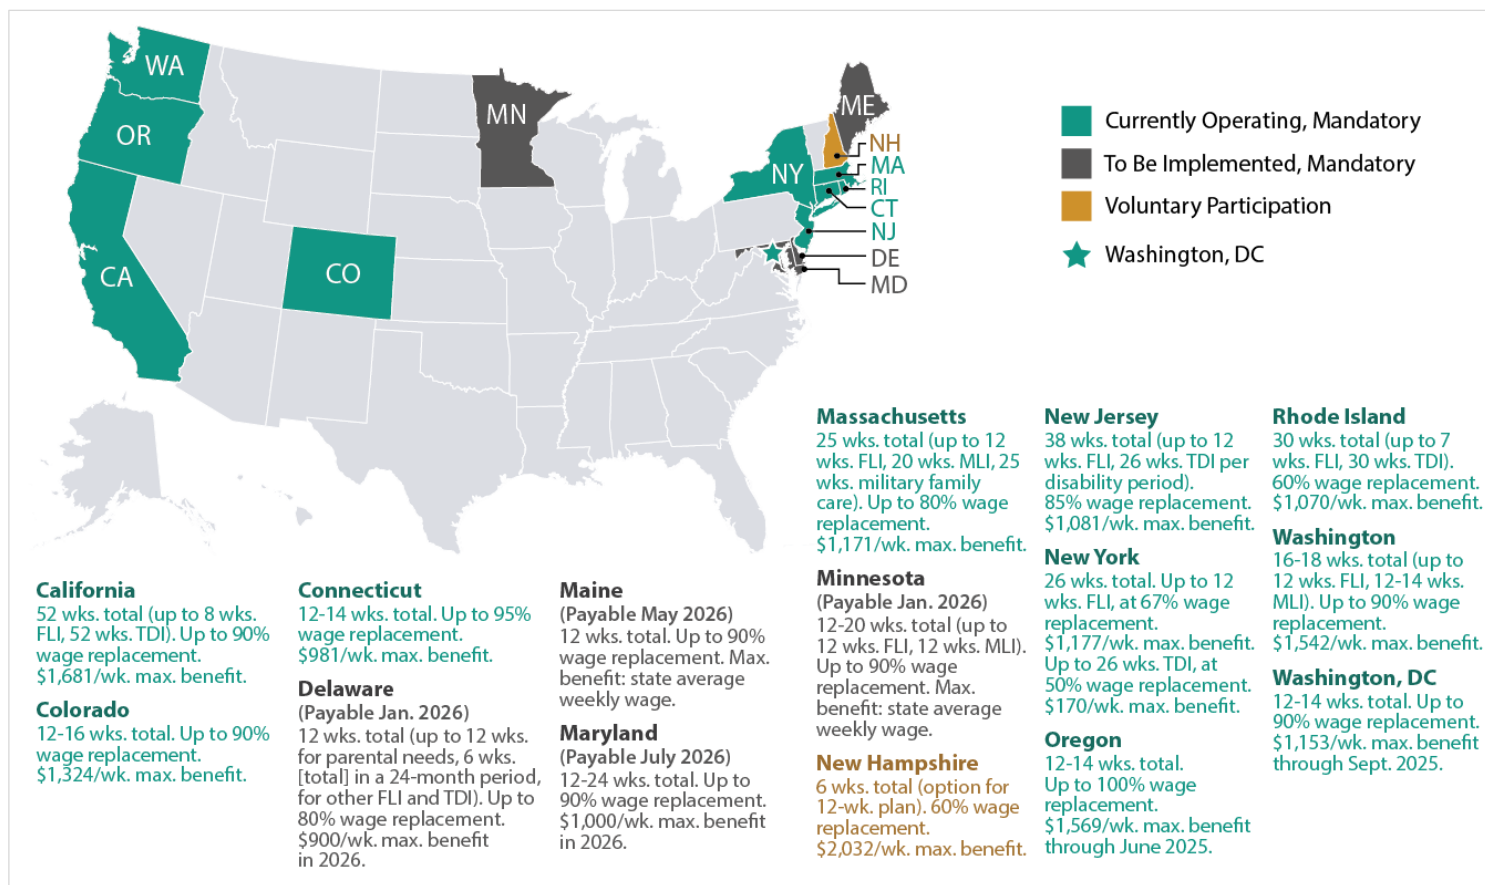 WA
OR
CA
CO
MN
NY
ME
NH
MA
RI
CT
NJ
DE
MD
Currently Operating, Mandatory
To Be Implemented, Mandatory
Voluntary Participation
Washington, DC
California
52 wks. total (up to 8 wks.
FLI, 52 wks. TDI). Up to 90%
wage replacement.
$1,681/wk. max. benefit.
Colorado
12-16 wks. total. Up to 90%
wage replacement.
$1,324/wk. max. benefit.
Connecticut
12-14 wks. total. Up to 95%
wage replacement.
$981/wk. max. benefit.
Delaware
(Payable Jan. 2026)
12 wks. total (up to 12 wks.
for parental needs, 6 wks.
[total] in a 24-month period,
for other FLI and TDI). Up to
80% wage replacement.
$900/wk. max. benefit
in 2026.
Maine
(Payable May 2026)
12 wks. total. Up to 90%
wage replacement. Max.
benefit: state average
weekly wage.
Maryland
(Payable July 2026)
12-24 wks. total. Up to
90% wage replacement.
$1,000/wk. max. benefit
in 2026.
Massachusetts
25 wks. total (up to 12
wks. FLI, 20 wks. MLI, 25
wks. military family
care). Up to 80% wage
replacement.
$1,171/wk. max. benefit.
Minnesota
(Payable Jan. 2026)
12-20 wks. total (up to
12 wks. FLI, 12 wks. MLI).
Up to 90% wage
replacement. Max.
benefit: state average
weekly wage.
New Hampshire
6 wks. total (option for
12-wk. plan). 60% wage
replacement.
$2,032/wk. max. benefit.
New Jersey
38 wks. total (up to 12
wks. FLI, 26 wks. TDI per
disability period).
85% wage replacement.
$1,081/wk. max. benefit.
New York
26 wks. total. Up to 12
wks. FLI, at 67% wage
replacement.
$1,177/wk. max. benefit.
Up to 26 wks. TDI, at
50% wage replacement.
$170/wk. max. benefit.
Oregon
12-14 wks. total.
Up to 100% wage
replacement.
$1,569/wk. max. benefit
through June 2025.
Rhode Island
30 wks. total (up to 7
wks. FLI, 30 wks. TDI).
60% wage replacement.
$1,070/wk. max. benefit.
Washington
16-18 wks. total (up to
12 wks. FLI, 12-14 wks.
MLI). Up to 90% wage
replacement.
$1,542/wk. max. benefit.
Washington, DC
12-14 wks. total. Up to
90% wage replacement.
$1,153/wk. max. benefit
through Sept. 2025.